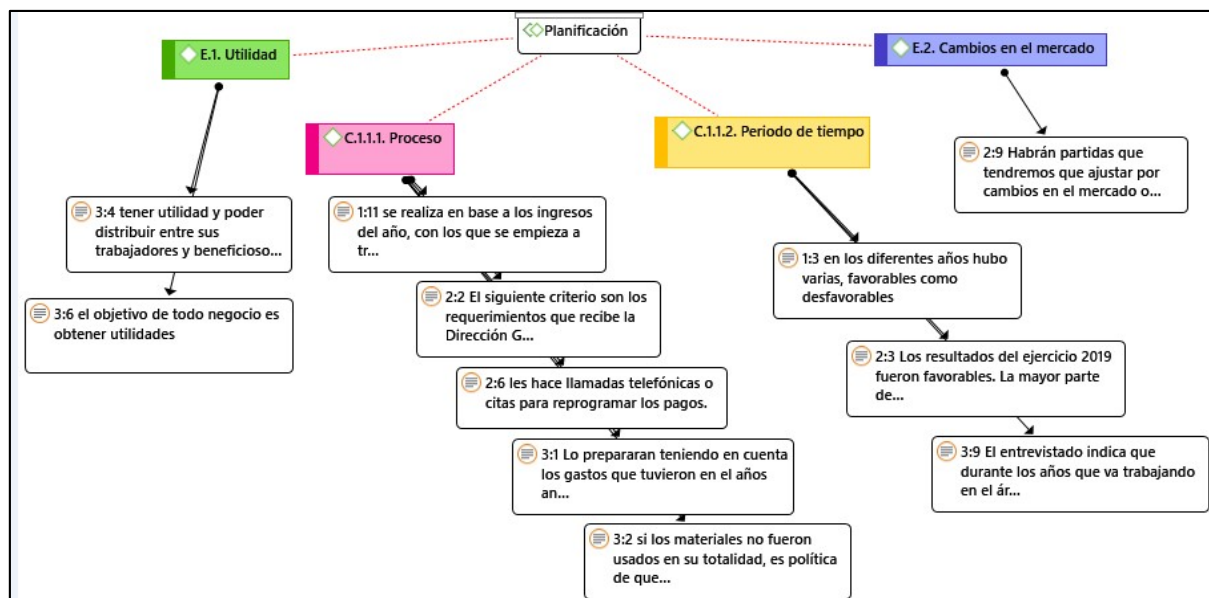 Planificación
E.1. Utilidad
E.2. Cambios en el mercado
C.1.1.1. Proceso
C.1.1.2. Periodo de tiempo
3:4 tener utilidad y poder
distribuir entre sus
trabajadores y beneficioso...
3:6 el objetivo de todo negocio es
obtener utilidades
1:11 se realiza en base a los ingresos
del año, con los que se empieza a
tr...
2:2 El siguiente criterio son los
requerimientos que recibe la
Dirección G...
2:6 les hace llamadas telefónicas o
citas para reprogramar los pagos.
3:1 Lo prepararan teniendo en cuenta
los gastos que tuvieron en el años
an...
3:2 si los materiales no fueron
usados en su totalidad, es política
de que...
1:3 en los diferentes años hubo
varias, favorables como
desfavorables
2:3 Los resultados del ejercicio 2019
fueron favorables. La mayor parte
de...
3:9 El entrevistado indica que
durante los años que va trabajando
en el ár...
2:9 Habrán partidas que
tendremos que ajustar por
cambios en el mercado o...